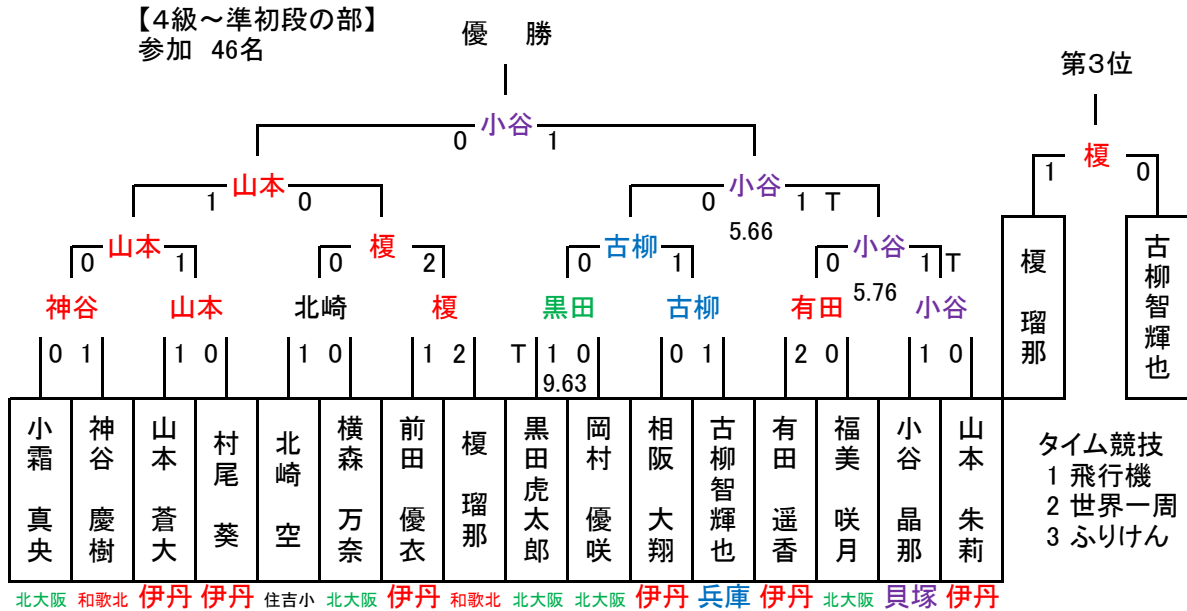 【4級～準初段の部】
参加 46名
優 勝
第3位
小谷
0 1
榎
1 0
山本
1 0
小谷
0 1 T
5.66
山本
0 1
榎
0 2
古柳
0 1
小谷
0 1 T
5.76
神谷 山本 北崎 榎 黒田 古柳 有田 小谷
0 1 1 0 1 0 1 2 T 1 0 0 1 2 0 1 0
9.63
榎 瑠那
古柳智輝也
小霜 真央
神谷 慶樹
山本 蒼大
村尾 葵
北崎 空
横森 万奈
前田 優衣
榎 瑠那
黒田虎太郎
岡村 優咲
相阪 大翔
古柳智輝也
有田 遥香
福美 咲月
小谷 晶那
山本 朱莉
タイム競技
1 飛行機
2 世界一周
3 ふりけん
北大阪 和歌北 伊丹 伊丹 住吉小 北大阪 伊丹 和歌北 北大阪 北大阪 伊丹 兵庫 伊丹 北大阪 貝塚 伊丹